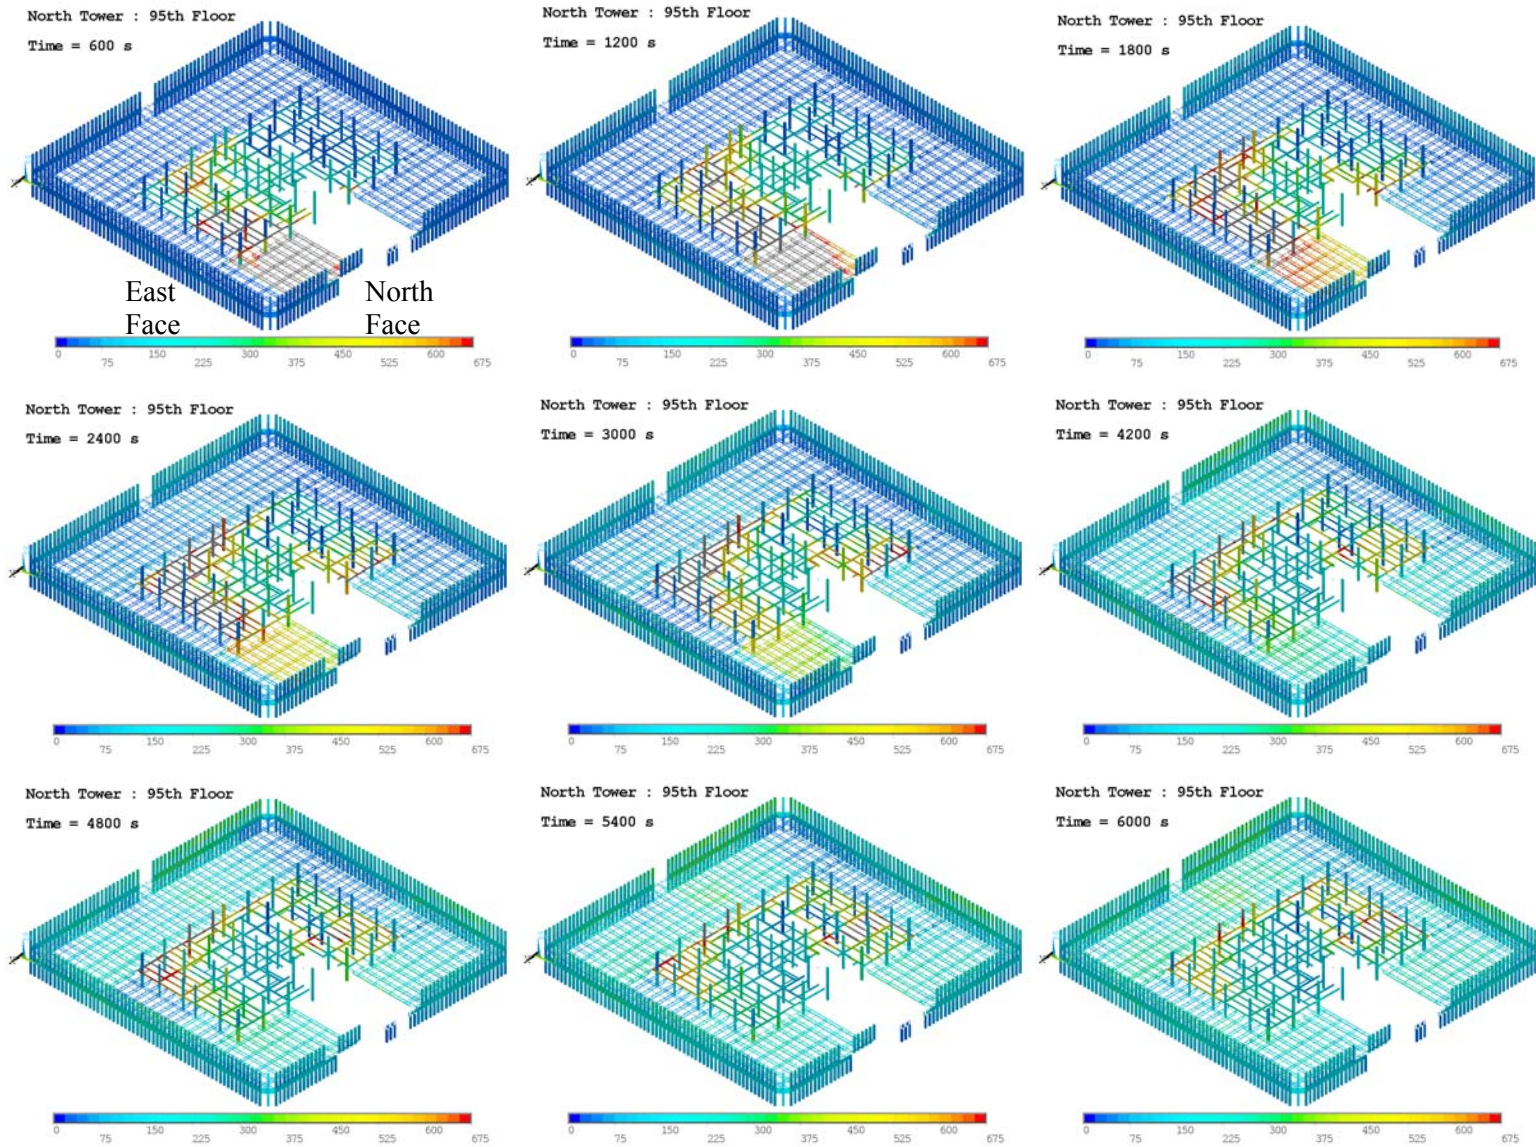 North Tower : 95th Floor
Time = 600 s
East
Face
North
Face
0 75 150 225 300 375 450 525 600 675
North Tower : 95th Floor
Time = 1200 s
0 75 150 225 300 375 450 525 600 675
North Tower : 95th Floor
Time = 1800 s
0 75 150 225 300 375 450 525 600 675
North Tower : 95th Floor
Time = 2400 s
0 75 150 225 300 375 450 525 600 675
North Tower : 95th Floor
Time = 3000 s
0 75 150 225 300 375 450 525 600 675
North Tower : 95th Floor
Time = 4200 s
0 75 150 225 300 375 450 525 600 675
North Tower : 95th Floor
Time = 4800 s
0 75 150 225 300 375 450 525 600 675
North Tower : 95th Floor
Time = 5400 s
0 75 150 225 300 375 450 525 600 675
North Tower : 95th Floor
Time = 6000 s
0 75 150 225 300 375 450 525 600 675